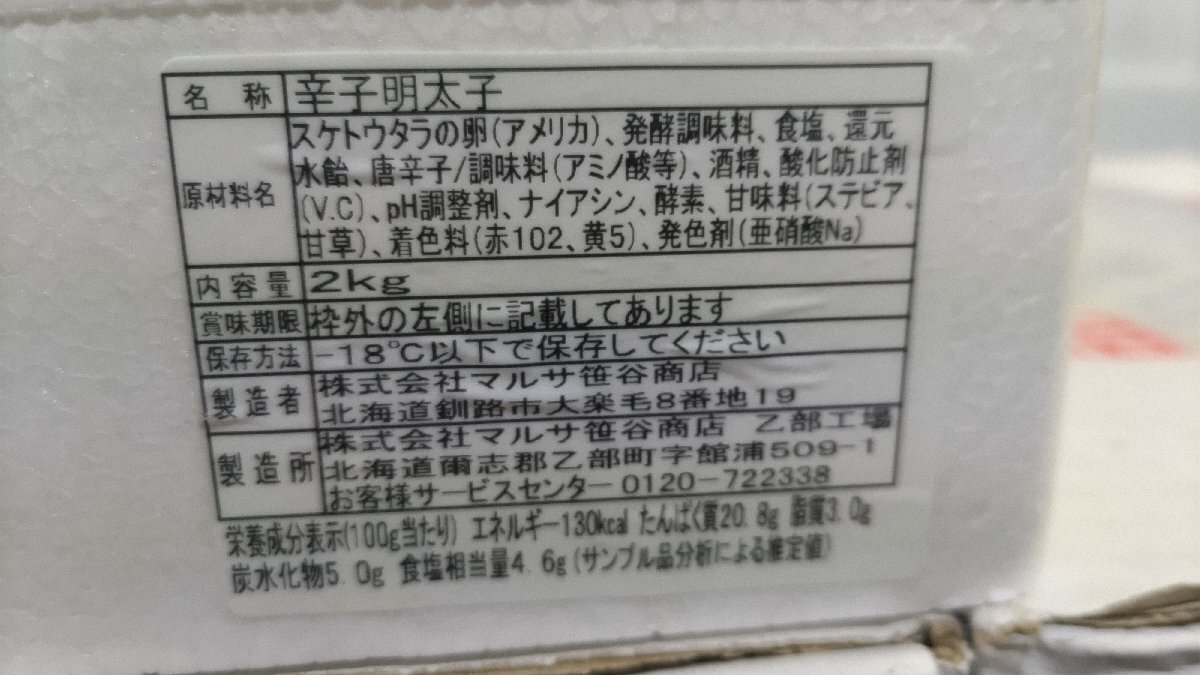 名 称 辛子明太子
原材料名 スケトウタラの卵(アメリカ)、発酵調味料、食塩、還元
水飴、唐辛子/調味料(アミノ酸等)、酒精、酸化防止剤
(V.C)、pH調整剤、ナイアシン、酵素、甘味料(ステビア、
甘草)、着色料(赤102、黄5)、発色剤(亜硝酸Na)
内容量 2kg
賞味期限 枠外の左側に記載してあります
保存方法 -18℃以下で保存してください
製造者 株式会社マルサ笹谷商店
北海道釧路市大楽毛8番地19
製造所 株式会社マルサ笹谷商店 乙部工場
北海道爾志郡乙部町字館浦509-1
お客様サービスセンター 0120-722338
栄養成分表示(100g当たり) エネルギー130kcal たんぱく質20.8g 脂質3.0g
炭水化物5.0g 食塩相当量4.6g(サンプル品分析による推定値)